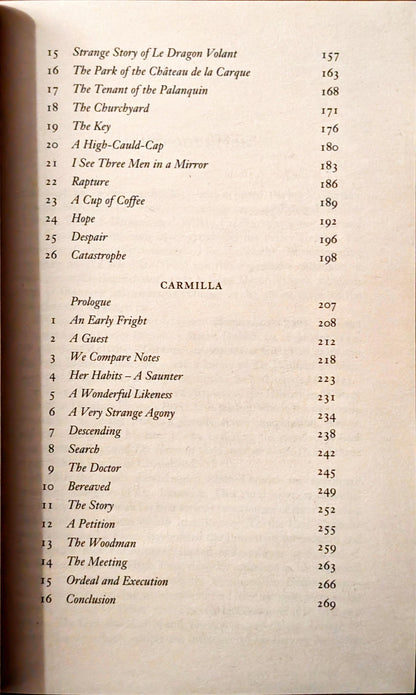 15 Strange Story of Le Dragon Volant 157
16 The Park of the Château de la Carque 163
17 The Tenant of the Palanquin 168
18 The Churchyard 171
19 The Key 176
20 A High-Cauld-Cap 180
21 I See Three Men in a Mirror 183
22 Rapture 186
23 A Cup of Coffee 189
24 Hope 192
25 Despair 196
26 Catastrophe 198
CARMILLA
Prologue 207
1 An Early Fright 208
2 A Guest 212
3 We Compare Notes 218
4 Her Habits – A Saunter 223
5 A Wonderful Likeness 231
6 A Very Strange Agony 234
7 Descending 238
8 Search 242
9 The Doctor 245
10 Bereaved 249
11 The Story 252
12 A Petition 255
13 The Woodman 259
14 The Meeting 263
15 Ordeal and Execution 266
16 Conclusion 269